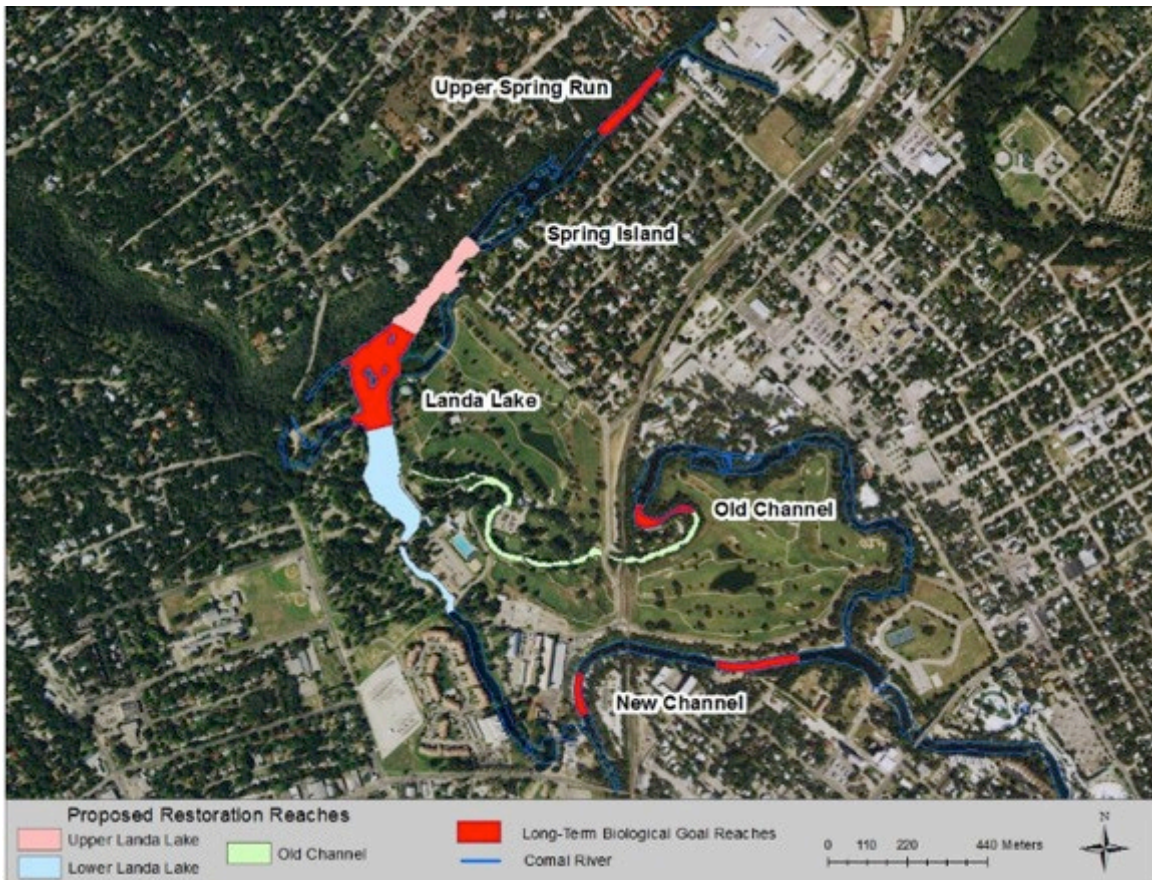 Upper Spring Run
Spring Island
Landa Lake
Old Channel
New Channel
Proposed Restoration Reaches
Upper Landa Lake
Lower Landa Lake
Old Channel
Long-Term Biological Goal Reaches
Comal River
N
0 110 220 440 Meters